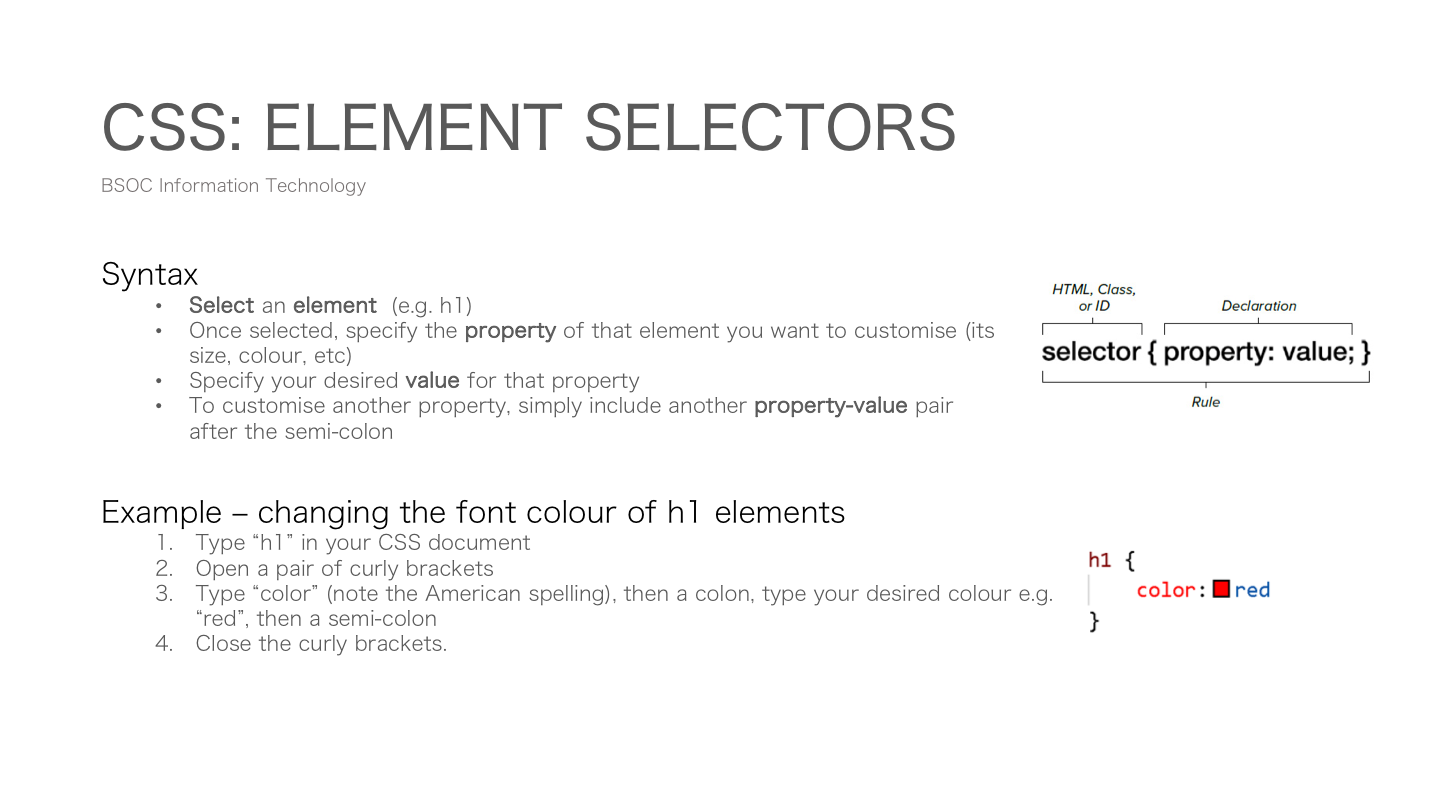 CSS: ELEMENT SELECTORS
BSOC Information Technology
Syntax
• Select an element (e.g. h1)
• Once selected, specify the property of that element you want to customise (its
size, colour, etc)
• Specify your desired value for that property
• To customise another property, simply include another property-value pair
after the semi-colon
HTML, Class,
or ID
Declaration
selector { property: value; }
Rule
Example – changing the font colour of h1 elements
1. Type “h1” in your CSS document
2. Open a pair of curly brackets
3. Type “color” (note the American spelling), then a colon, type your desired colour e.g.
“red”, then a semi-colon
4. Close the curly brackets.
h1 {
color: red
}